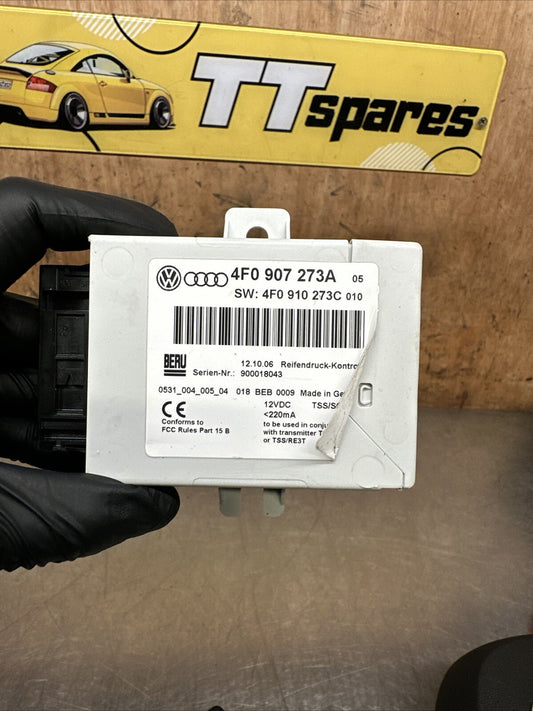 TT spares
4F0 907 273A 05
SW: 4F0 910 273C 010
BERU
12.10.06 Reifendruck-Kontro
Serien-Nr.: 900018043
0531_004_005_04 018 BEB 0009 Made in Ge
12VDC TSS/S
<220mA
Conforms to
FCC Rules Part 15 B
to be used in conju
with transmitter T
or TSS/RE3T